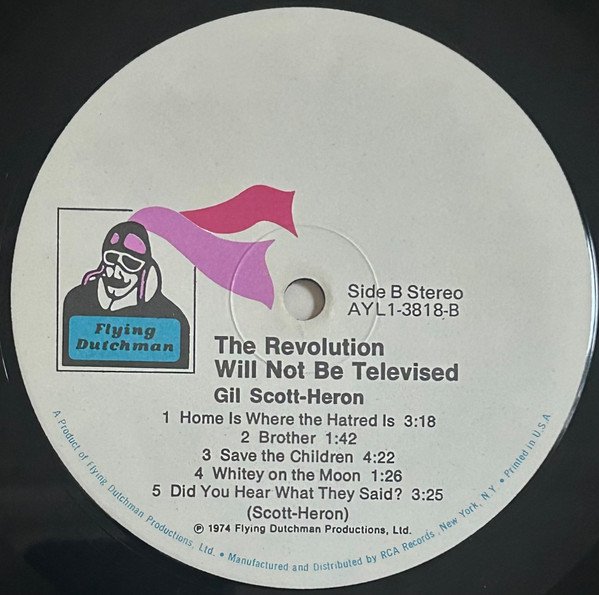 Flying
Dutchman
Side B Stereo
AYL1-3818-B
The Revolution
Will Not Be Televised
Gil Scott-Heron
1 Home Is Where the Hatred Is 3:18
2 Brother 1:42
3 Save the Children 4:22
4 Whitey on the Moon 1:26
5 Did You Hear What They Said? 3:25
(Scott-Heron)
℗ 1974 Flying Dutchman Productions, Ltd.
A Product of Flying Dutchman Productions, Ltd. • Manufactured and Distributed by RCA Records, New York, N.Y. • Printed in U.S.A